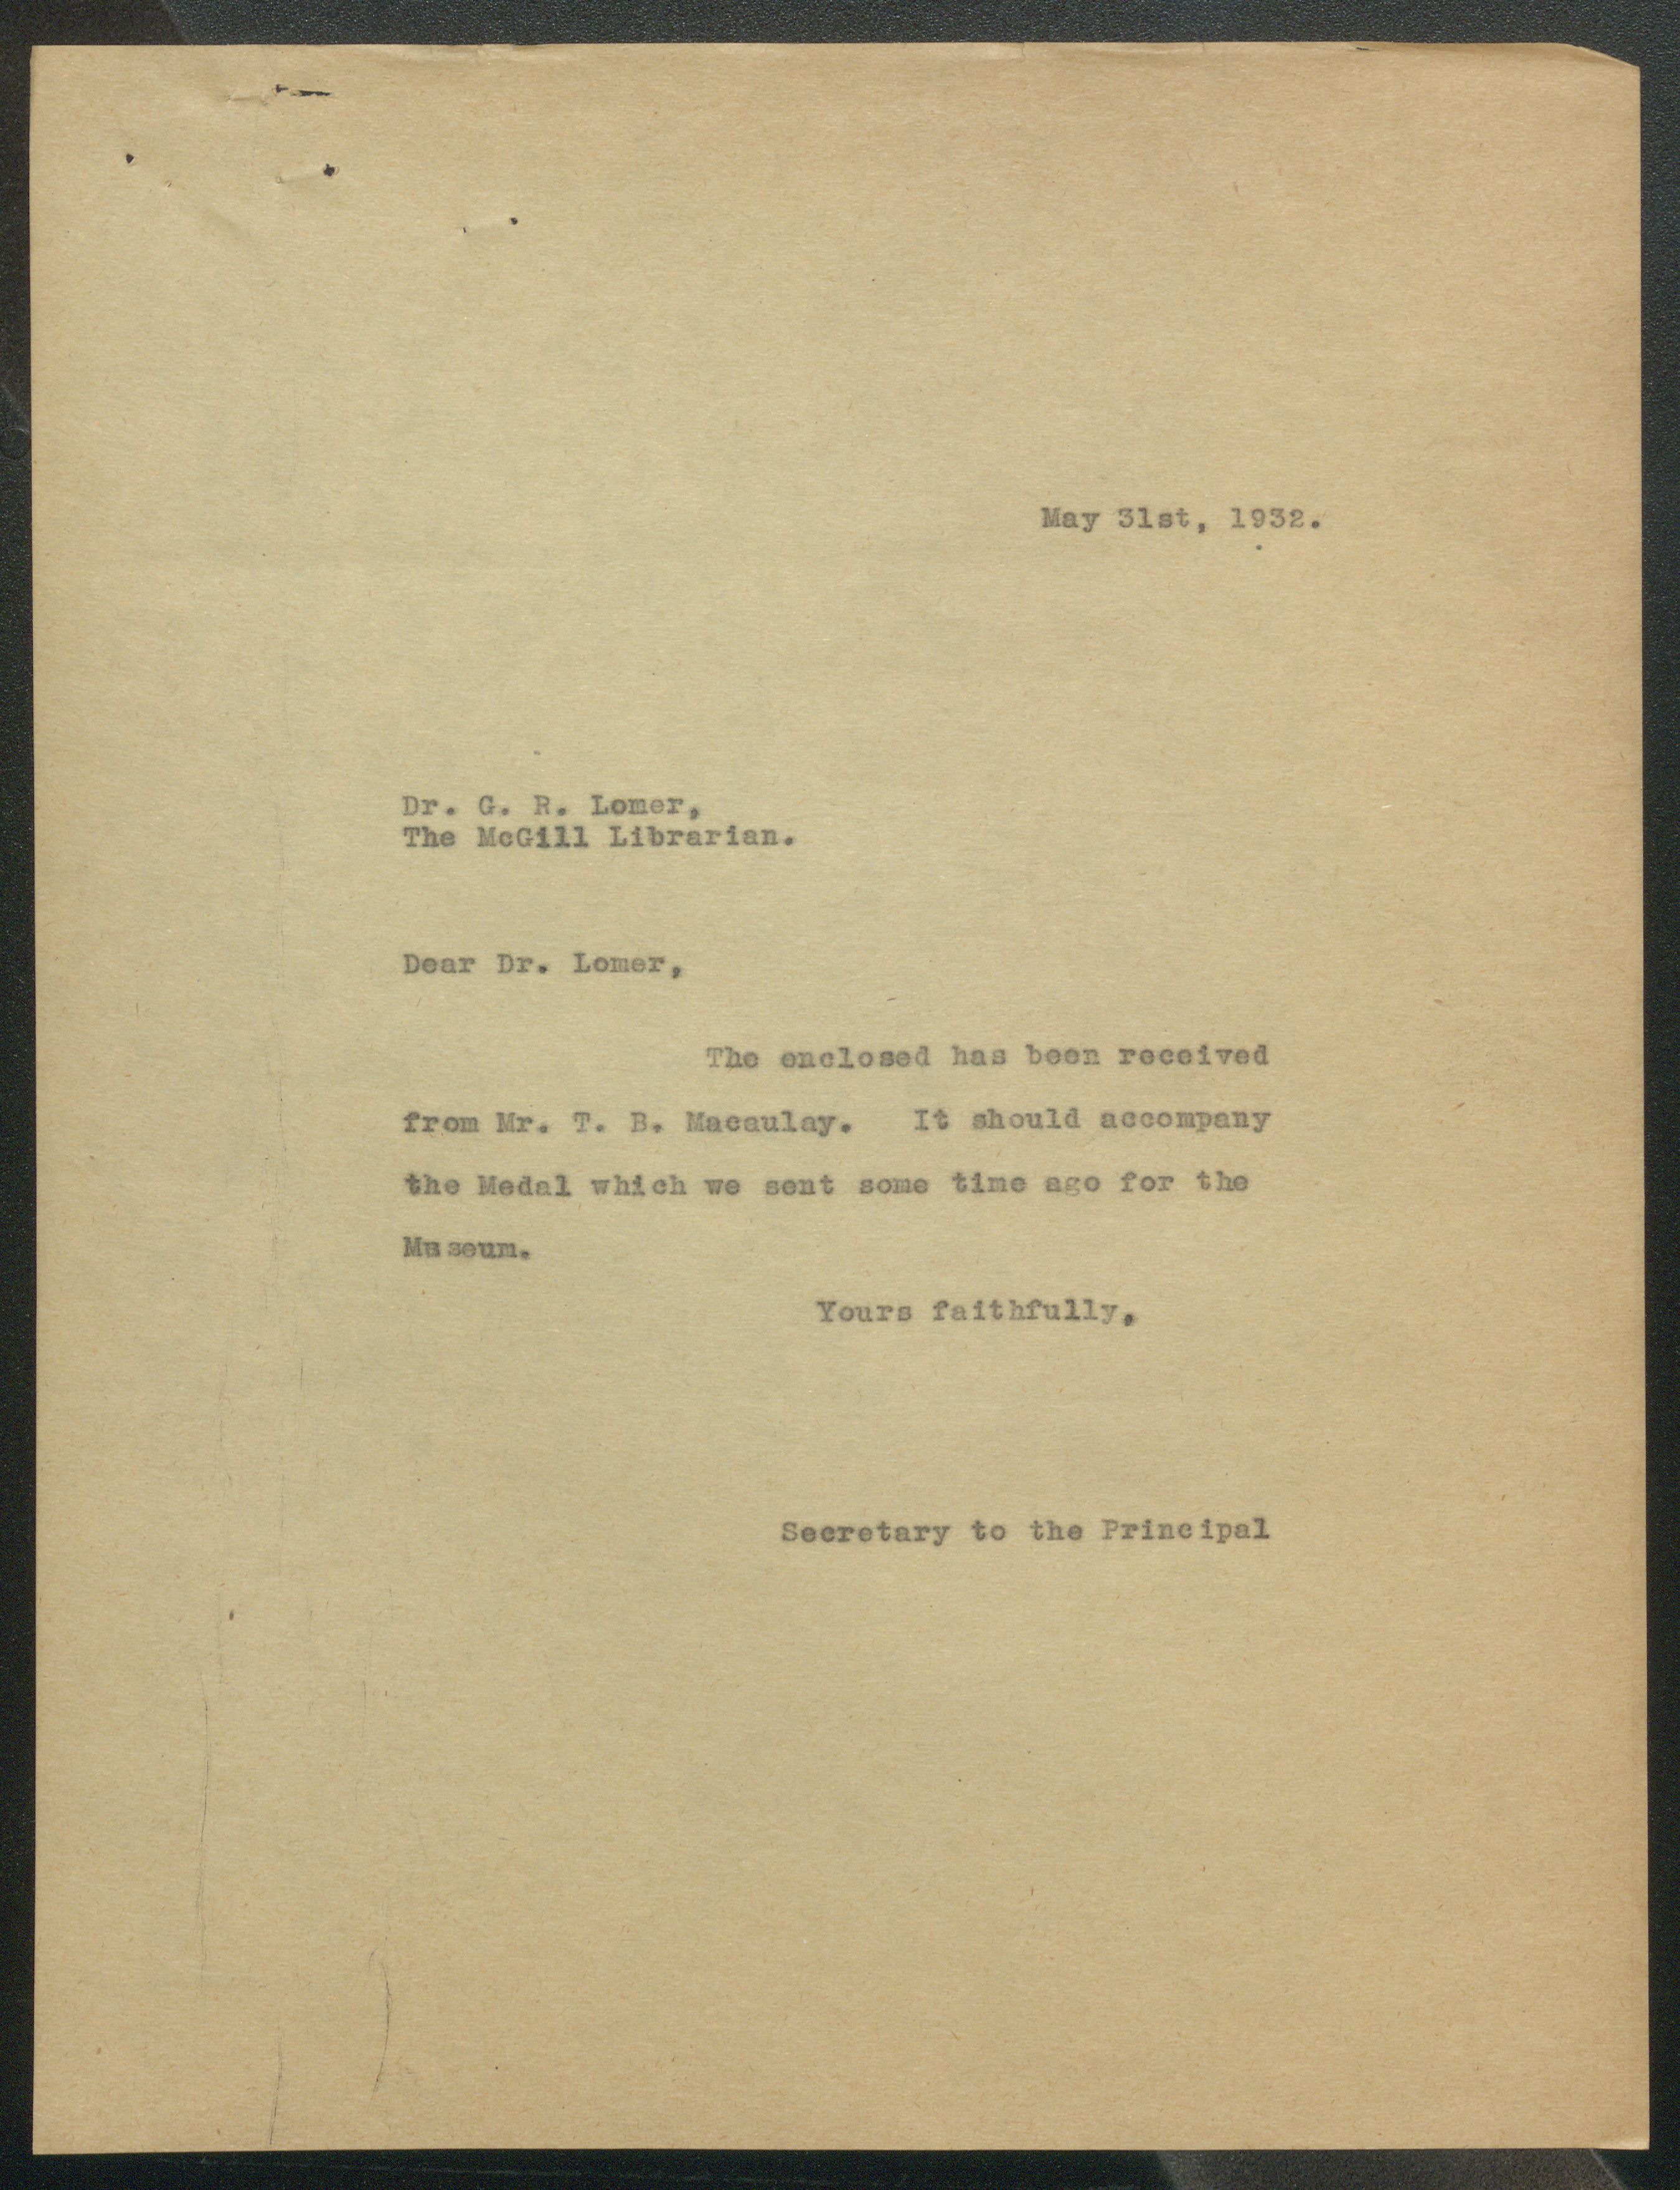 May 31st, 1932.
Dr. G. R. Lomer,
The McGill Librarian.
Dear Dr. Lomer,
The enclosed has been received
from Mr. T. B. Macaulay. It should accompany
the Medal which we sent some time ago for the
Museum.
Yours faithfully,
Secretary to the Principal